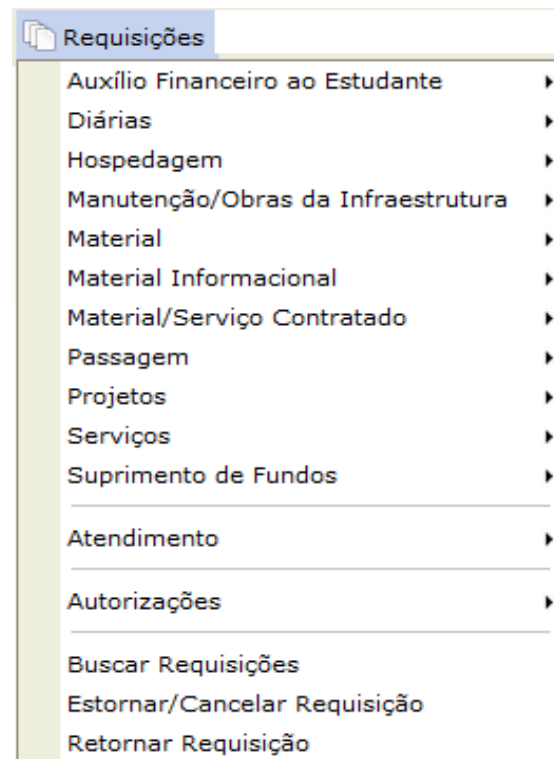 Requisições
Auxílio Financeiro ao Estudante
Diárias
Hospedagem
Manutenção/Obras da Infraestrutura
Material
Material Informacional
Material/Serviço Contratado
Passagem
Projetos
Serviços
Suprimento de Fundos
Atendimento
Autorizações
Buscar Requisições
Estornar/Cancelar Requisição
Retornar Requisição